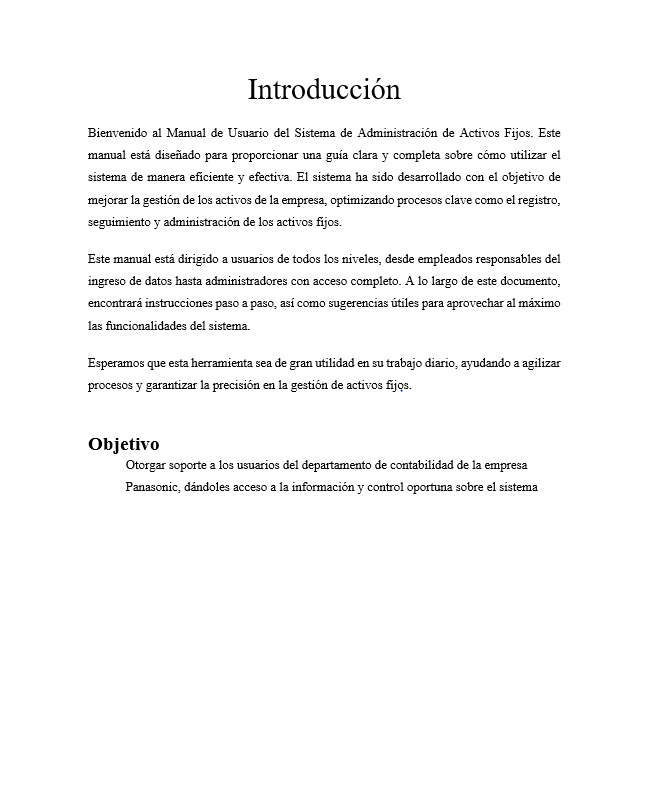 Introducción
Bienvenido al Manual de Usuario del Sistema de Administración de Activos Fijos. Este
manual está diseñado para proporcionar una guía clara y completa sobre cómo utilizar el
sistema de manera eficiente y efectiva. El sistema ha sido desarrollado con el objetivo de
mejorar la gestión de los activos de la empresa, optimizando procesos clave como el registro,
seguimiento y administración de los activos fijos.
Este manual está dirigido a usuarios de todos los niveles, desde empleados responsables del
ingreso de datos hasta administradores con acceso completo. A lo largo de este documento,
encontrará instrucciones paso a paso, así como sugerencias útiles para aprovechar al máximo
las funcionalidades del sistema.
Esperamos que esta herramienta sea de gran utilidad en su trabajo diario, ayudando a agilizar
procesos y garantizar la precisión en la gestión de activos fijos.
Objetivo
Otorgar soporte a los usuarios del departamento de contabilidad de la empresa
Panasonic, dándoles acceso a la información y control oportuna sobre el sistema